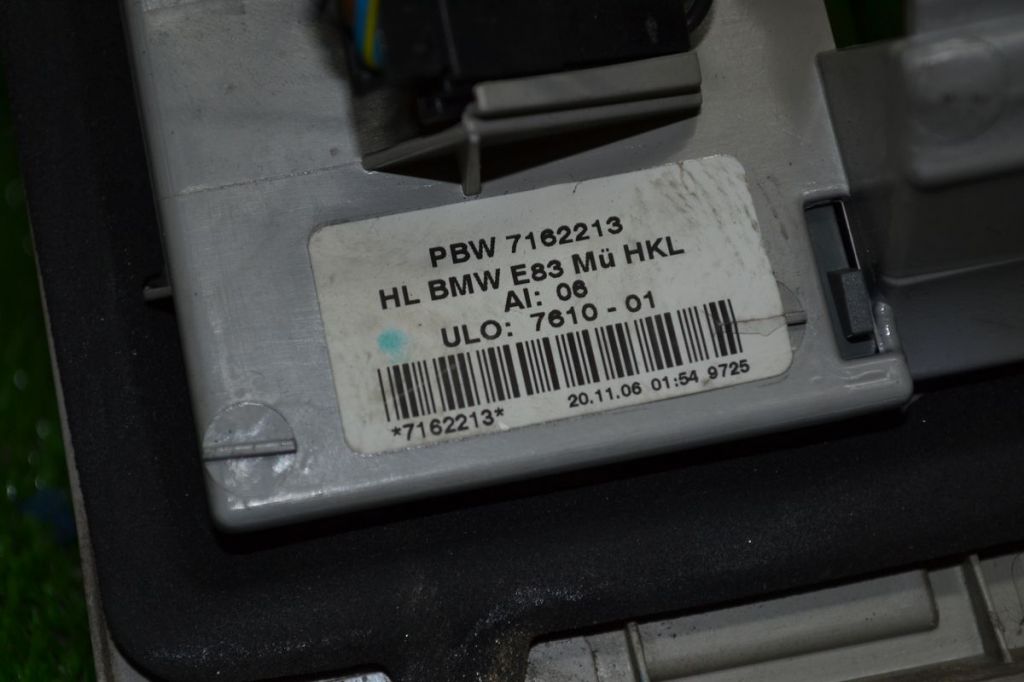 PBW 7162213
HL BMW E83 Mü HKL
AI: 06
ULO: 7610 - 01
*7162213* 20.11.06 01:54 9725